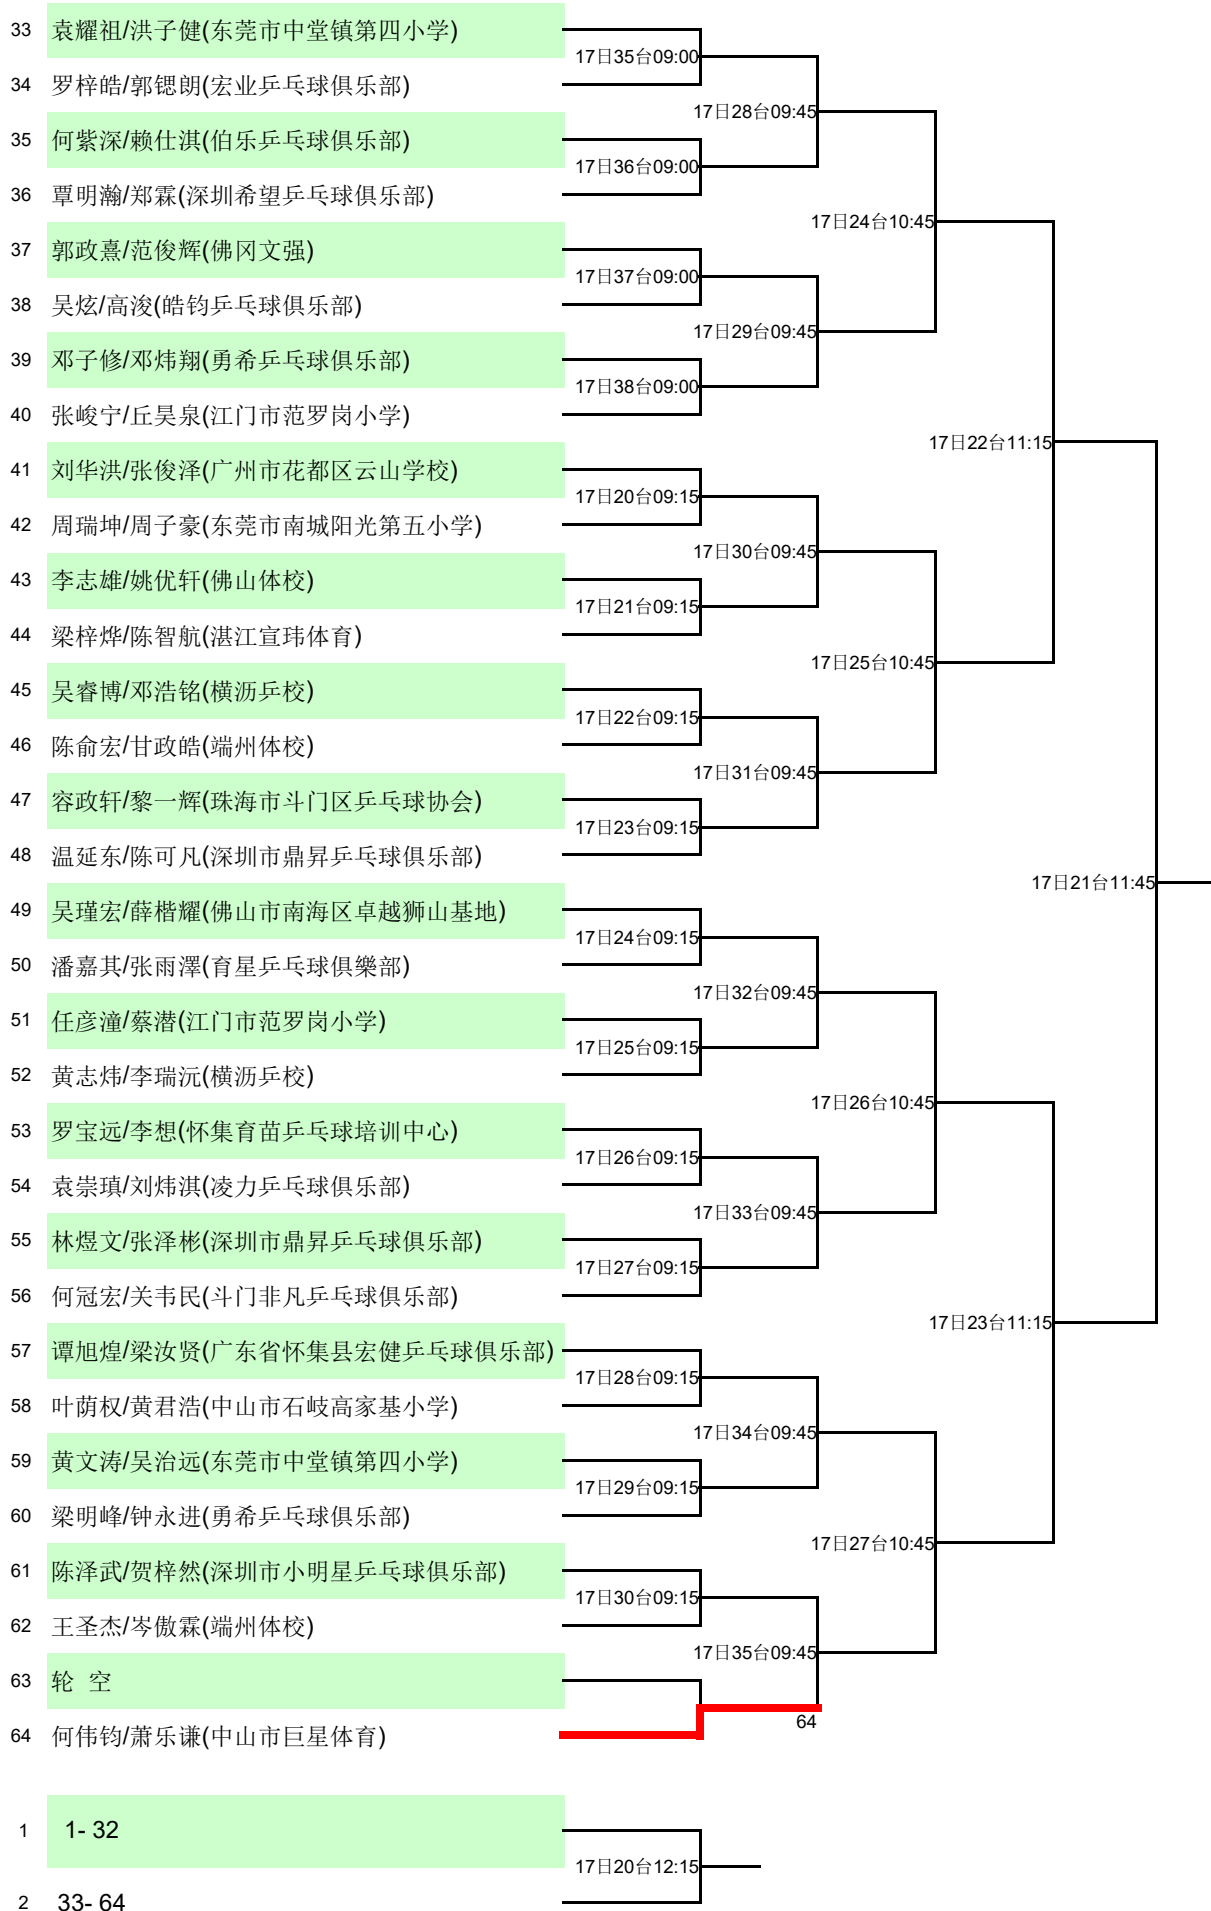 33 袁耀祖/洪子健(东莞市中堂镇第四小学)
17日35台09:00
34 罗梓皓/郭锶朗(宏业乒乓球俱乐部)
17日28台09:45
35 何紫深/赖仕淇(伯乐乒乓球俱乐部)
17日36台09:00
36 覃明瀚/郑霖(深圳希望乒乓球俱乐部)
17日24台10:45
37 郭政熹/范俊辉(佛冈文强)
17日37台09:00
38 吴炫/高浚(皓钧乒乓球俱乐部)
17日29台09:45
39 邓子修/邓炜翔(勇希乒乓球俱乐部)
17日38台09:00
40 张峻宁/丘昊泉(江门市范罗岗小学)
17日22台11:15
41 刘华洪/张俊泽(广州市花都区云山学校)
17日20台09:15
42 周瑞坤/周子豪(东莞市南城阳光第五小学)
17日30台09:45
43 李志雄/姚优轩(佛山体校)
17日21台09:15
44 梁梓烨/陈智航(湛江宣玮体育)
17日25台10:45
45 吴睿博/邓浩铭(横沥乒校)
17日22台09:15
46 陈俞宏/甘政皓(端州体校)
17日31台09:45
47 容政轩/黎一辉(珠海市斗门区乒乓球协会)
17日23台09:15
48 温延东/陈可凡(深圳市鼎昇乒乓球俱乐部)
17日21台11:45
49 吴瑾宏/薛楷耀(佛山市南海区卓越狮山基地)
17日24台09:15
50 潘嘉其/张雨澤(育星乒乓球俱樂部)
17日32台09:45
51 任彦潼/蔡潜(江门市范罗岗小学)
17日25台09:15
52 黄志炜/李瑞沅(横沥乒校)
17日26台10:45
53 罗宝远/李想(怀集育苗乒乓球培训中心)
17日26台09:15
54 袁崇瑱/刘炜淇(凌力乒乓球俱乐部)
17日33台09:45
55 林煜文/张泽彬(深圳市鼎昇乒乓球俱乐部)
17日27台09:15
56 何冠宏/关韦民(斗门非凡乒乓球俱乐部)
17日23台11:15
57 谭旭煌/梁汝贤(广东省怀集县宏健乒乓球俱乐部)
17日28台09:15
58 叶荫权/黄君浩(中山市石岐高家基小学)
17日34台09:45
59 黄文涛/吴治远(东莞市中堂镇第四小学)
17日29台09:15
60 梁明峰/钟永进(勇希乒乓球俱乐部)
17日27台10:45
61 陈泽武/贺梓然(深圳市小明星乒乓球俱乐部)
17日30台09:15
62 王圣杰/岑傲霖(端州体校)
17日35台09:45
63 轮 空
64
64 何伟钧/萧乐谦(中山市巨星体育)
1 1- 32
17日20台12:15
2 33- 64